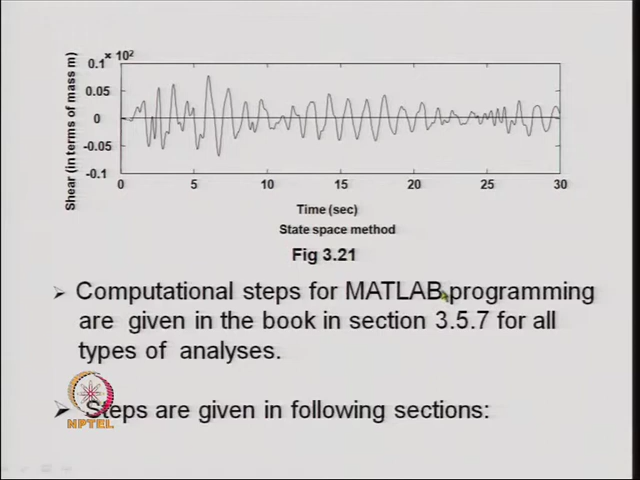 × 10²
0.1
0.05
0
-0.05
-0.1
Shear (in terms of mass m)
0 5 10 15 20 25 30
Time (sec)
State space method
Fig 3.21
➢ Computational steps for MATLAB programming
are given in the book in section 3.5.7 for all
types of analyses.
➢ Steps are given in following sections:
NPTEL